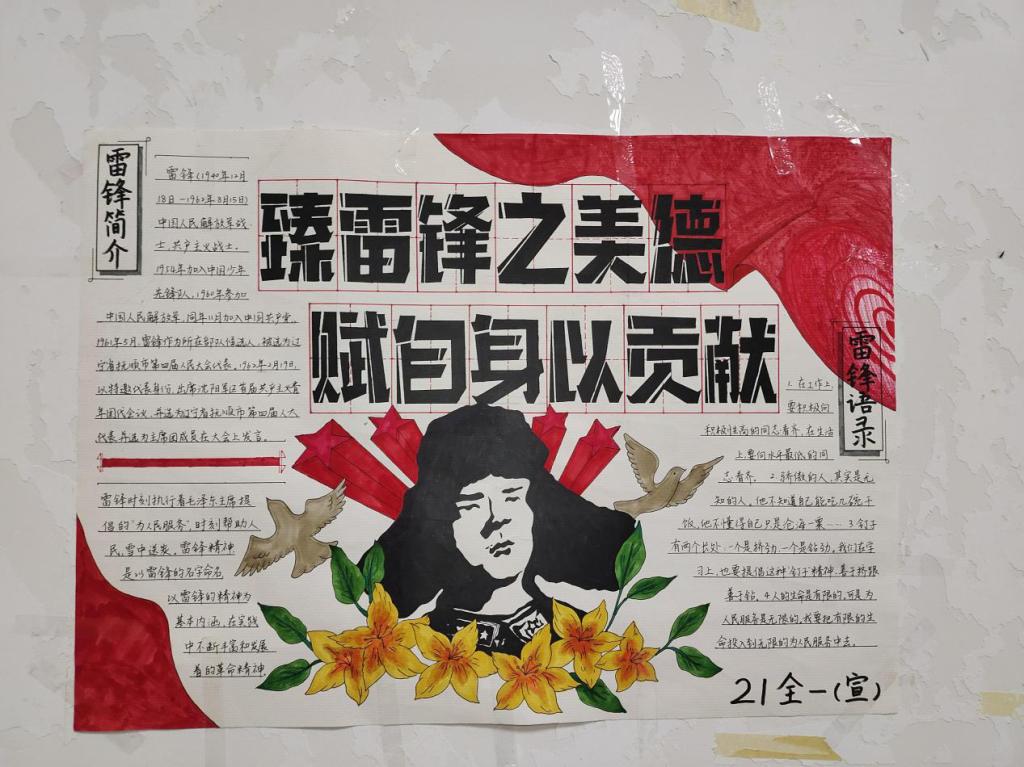 雷锋简介
雷锋(1940年12月
18日-1962年8月15日)
中国人民解放军战
士,共产主义战士。
1954年加入中国少年
先锋队,1960年参加
中国人民解放军,同年11月加入中国共产党。
1961年5月,雷锋作为所在部队候选人,被选为辽
宁省抚顺市第四届人民大会代表。1962年2月19日,
以特邀代表身份,出席沈阳军区首届共产主义青
年团代会议,并选为辽宁省抚顺市第四届人大
代表并选为主席团成员在大会上发言。
雷锋时刻执行着毛泽东主席提
倡的"为人民服务",时刻帮助人
民,雪中送炭。雷锋精神
是以雷锋的名字命名,
以雷锋的精神为
基本内涵,在实践
中不断丰富和发展
着的革命精神。
臻雷锋之美德
赋自身以贡献
雷锋语录
1.在工作上,
要积极向
积极性高的同志看齐,在生活
上,要向水平最低的同
志看齐。2.骄傲的人,其实是无
知的人。他不知道自己能吃几碗干
饭,他不懂得自己只是沧海一粟……3.钉子
有两个长处:一个是挤劲,一个是钻劲。我们在学
习上,也要提倡这种"钉子"精神,善于挤跟
善于钻。4.人的生命是有限的,可是为
人民服务是无限的,我要把有限的生
命投入到无限的为人民服务中去。
21全一(宣)